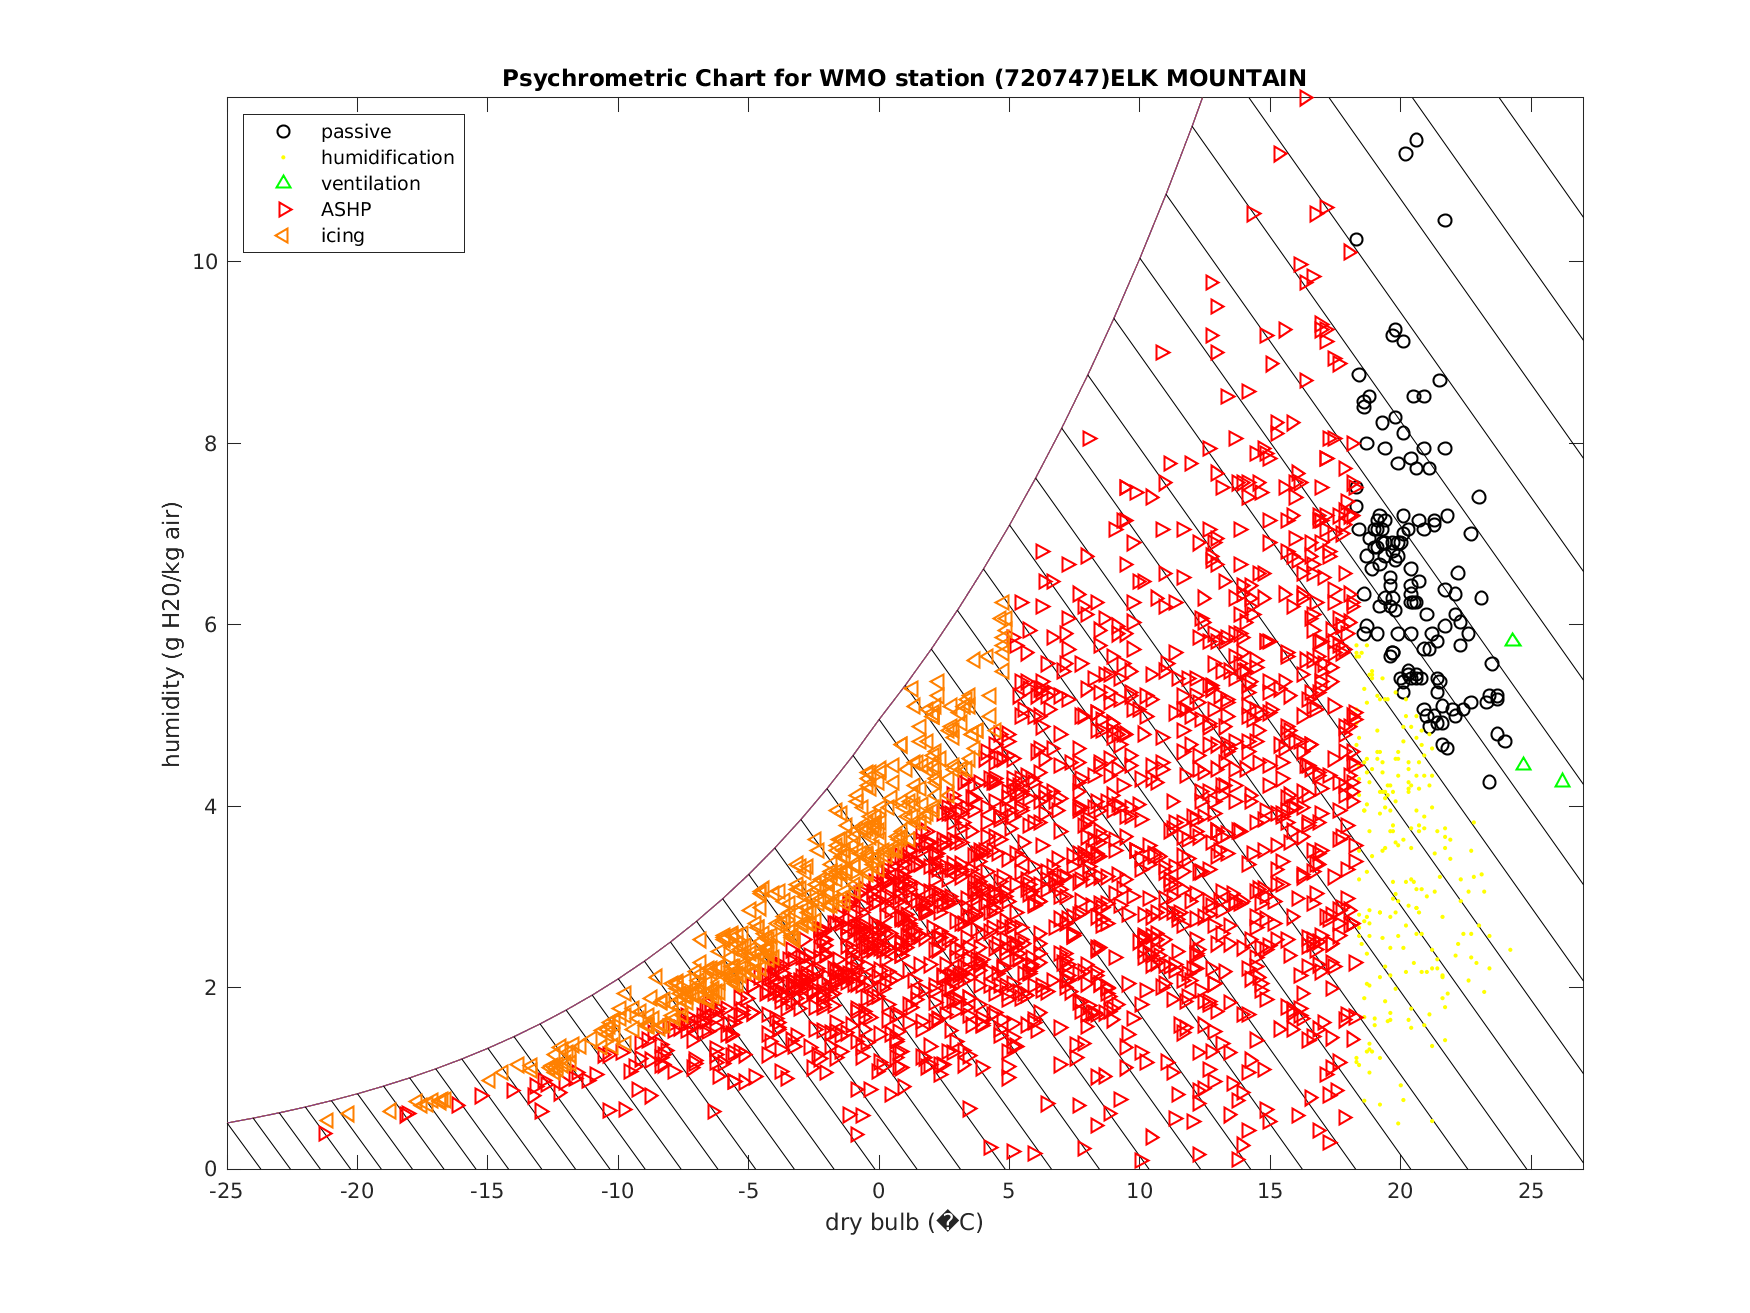 Psychrometric Chart for WMO station (720747)ELK MOUNTAIN
passive
humidification
ventilation
ASHP
icing
humidity (g H20/kg air)
10
8
6
4
2
0
-25 -20 -15 -10 -5 0 5 10 15 20 25
dry bulb (�C)